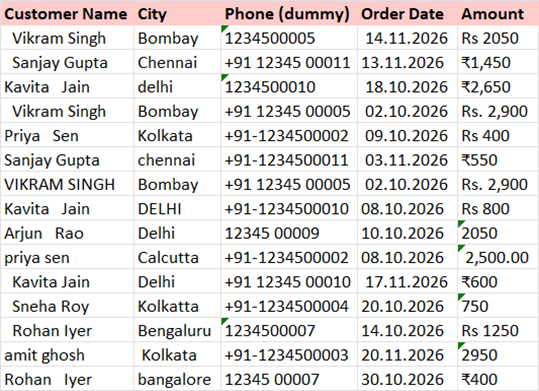 Customer Name City Phone (dummy) Order Date Amount
Vikram Singh Bombay 1234500005 14.11.2026 Rs 2050
Sanjay Gupta Chennai +91 12345 00011 13.11.2026 ₹1,450
Kavita   Jain delhi 1234500010 18.10.2026 ₹2,650
Vikram Singh Bombay +91 12345 00005 02.10.2026 Rs. 2,900
Priya   Sen Kolkata +91-1234500002 09.10.2026 Rs 400
Sanjay Gupta chennai +91-1234500011 03.11.2026 ₹550
VIKRAM SINGH Bombay +91 12345 00005 02.10.2026 Rs. 2,900
Kavita   Jain DELHI +91-1234500010 08.10.2026 Rs 800
Arjun   Rao Delhi 12345 00009 10.10.2026 2050
priya sen Calcutta +91-1234500002 08.10.2026 2,500.00
Kavita Jain Delhi +91 12345 00010 17.11.2026 ₹600
Sneha Roy Kolkatta +91-1234500004 20.10.2026 750
Rohan Iyer Bengaluru 1234500007 14.10.2026 Rs 1250
amit ghosh Kolkata +91-1234500003 20.11.2026 2950
Rohan   Iyer bangalore 12345 00007 30.10.2026 ₹400